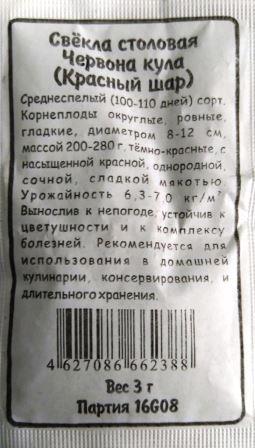 Свёкла столовая
Червона кула
(Красный шар)
Среднеспелый (100-110 дней) сорт.
Корнеплоды округлые, ровные,
гладкие, диаметром 8-12 см,
массой 200-280 г, тёмно-красные, с
насыщенной красной, однородной,
сочной, сладкой мякотью.
Урожайность 6,3-7,0 кг/м²
Вынослив к непогоде, устойчив к
цветушности и к комплексу
болезней. Рекомендуется для
использования в домашней
кулинарии, консервирования, и
длительного хранения.
4 627086 662388
Вес 3 г
Партия 16G08